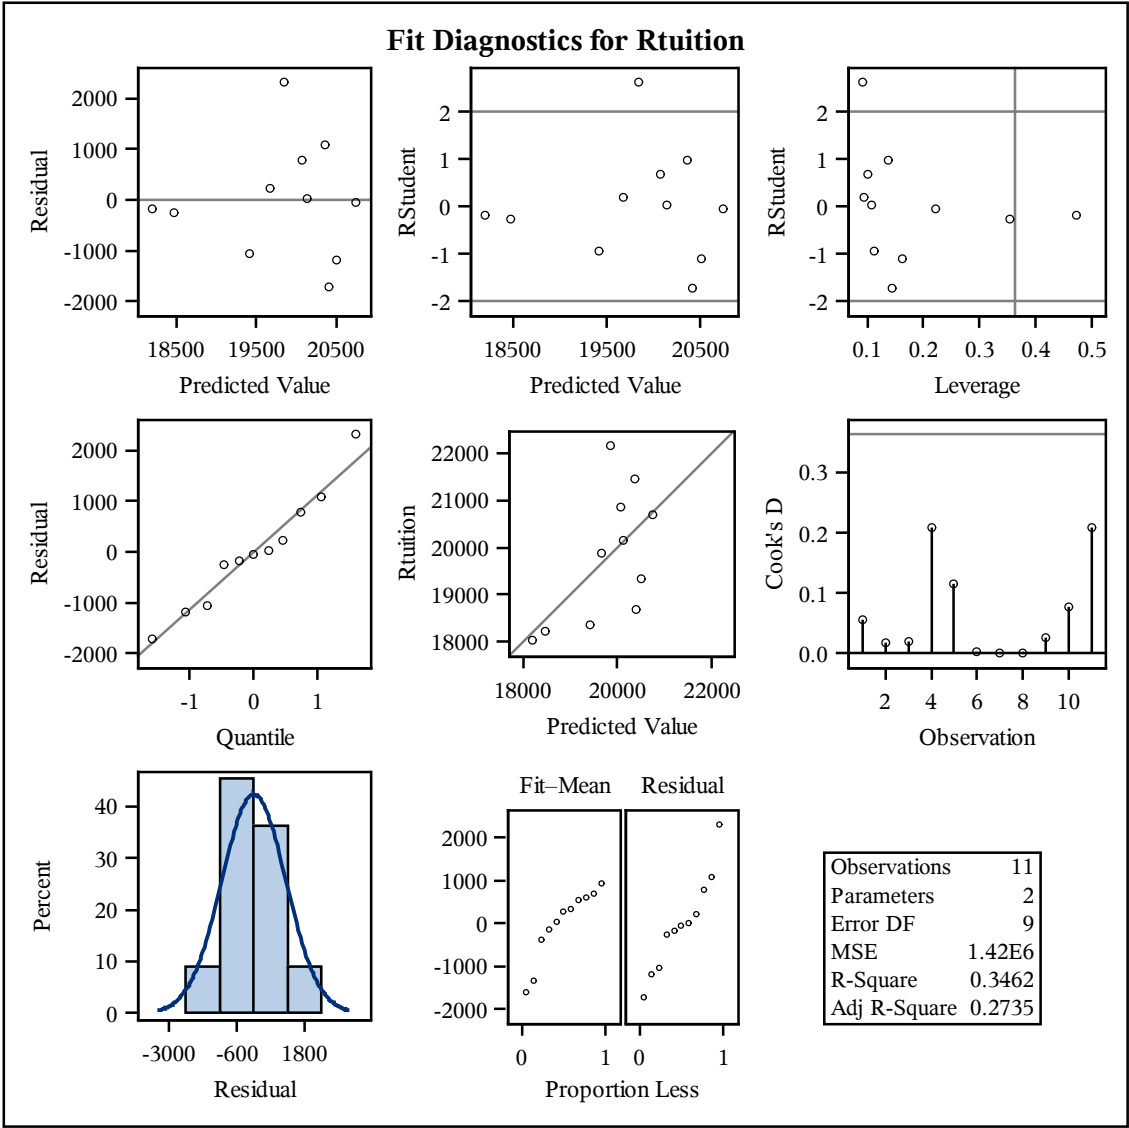 Fit Diagnostics for Rtuition
Residual
2000
1000
0
-1000
-2000
18500 19500 20500
Predicted Value
RStudent
2
1
0
-1
-2
18500 19500 20500
Predicted Value
RStudent
2
1
0
-1
-2
0.1 0.2 0.3 0.4 0.5
Leverage
Residual
2000
1000
0
-1000
-2000
-1 0 1
Quantile
Rtuition
22000
21000
20000
19000
18000
18000 20000 22000
Predicted Value
Cook's D
0.3
0.2
0.1
0.0
2 4 6 8 10
Observation
Percent
40
30
20
10
0
-3000 -600 1800
Residual
Fit–Mean Residual
2000
1000
0
-1000
-2000
0 1 0 1
Proportion Less
Observations 11
Parameters 2
Error DF 9
MSE 1.42E6
R-Square 0.3462
Adj R-Square 0.2735